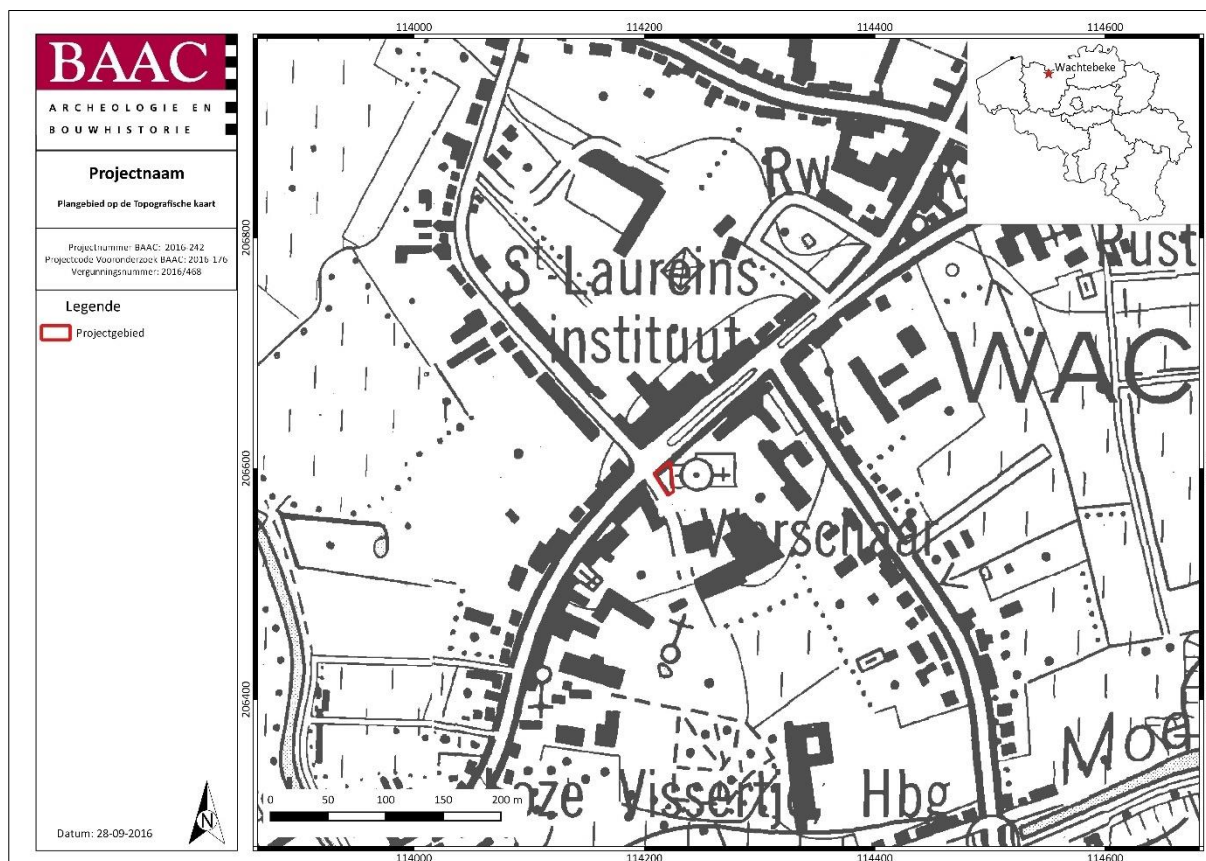 BAAC
ARCHEOLOGIE EN
BOUWHISTORIE
Projectnaam
Plangebied op de Topografische kaart
Projectnummer BAAC: 2016-242
Projectcode Vooronderzoek BAAC: 2016-176
Vergunningsnummer: 2016/468
Legende
Projectgebied
Datum: 28-09-2016
N
114000 114200 114400 114600
206800
206600
206400
Wachtebeke
Rw
Rust
St Laureins
instituut
WAC
Vierschaar
Moe
Vissertje Hbg
0 50 100 150 200 m
114000 114200 114400 114600